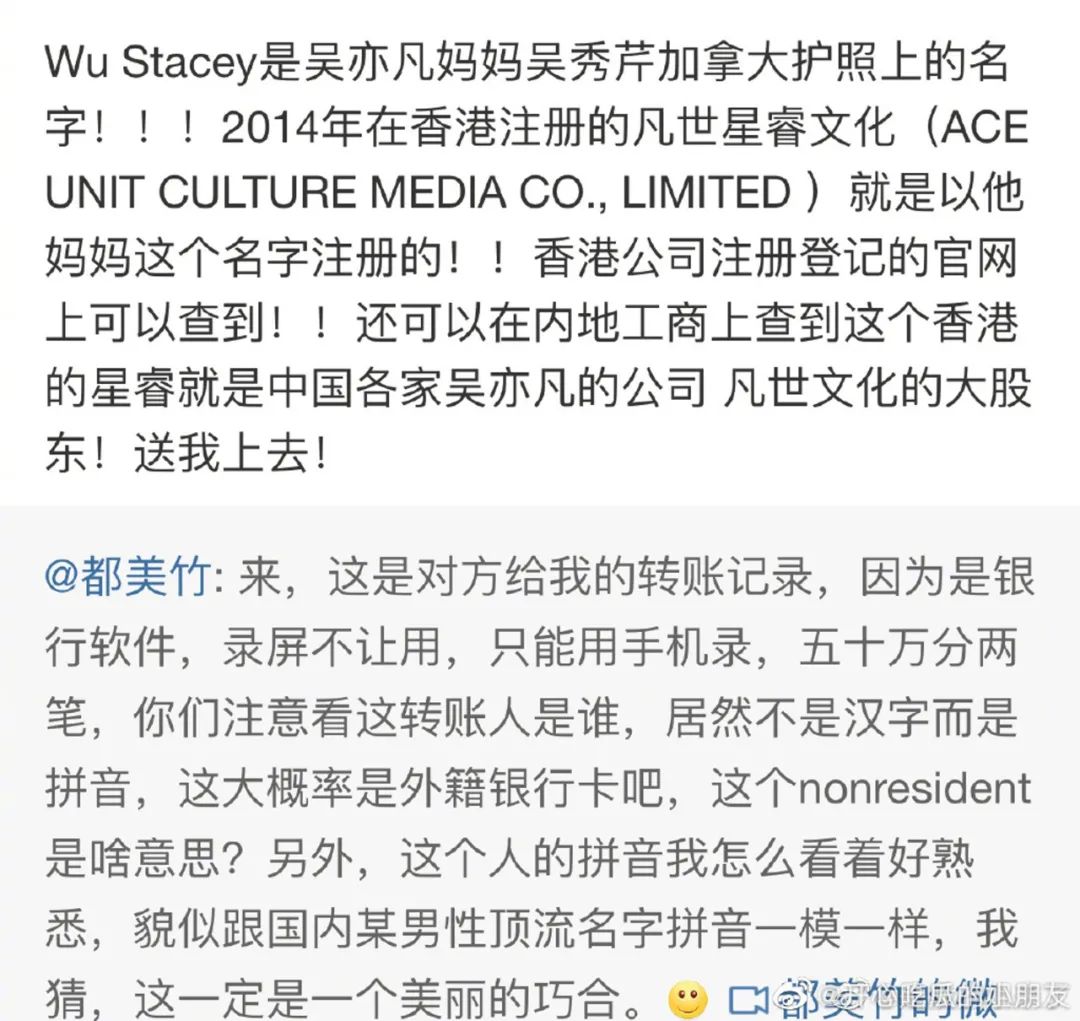 Wu Stacey是吴亦凡妈妈吴秀芹加拿大护照上的名
字！！！2014年在香港注册的凡世星睿文化（ACE
UNIT CULTURE MEDIA CO., LIMITED ）就是以他
妈妈这个名字注册的！！香港公司注册登记的官网
上可以查到！！还可以在内地工商上查到这个香港
的星睿就是中国各家吴亦凡的公司 凡世文化的大股
东！送我上去！
@都美竹: 来，这是对方给我的转账记录，因为是银
行软件，录屏不让用，只能用手机录，五十万分两
笔，你们注意看这转账人是谁，居然不是汉字而是
拼音，这大概率是外籍银行卡吧，这个nonresident
是啥意思？另外，这个人的拼音我怎么看着好熟
悉，貌似跟国内某男性顶流名字拼音一模一样，我
猜，这一定是一个美丽的巧合。 都美竹的微